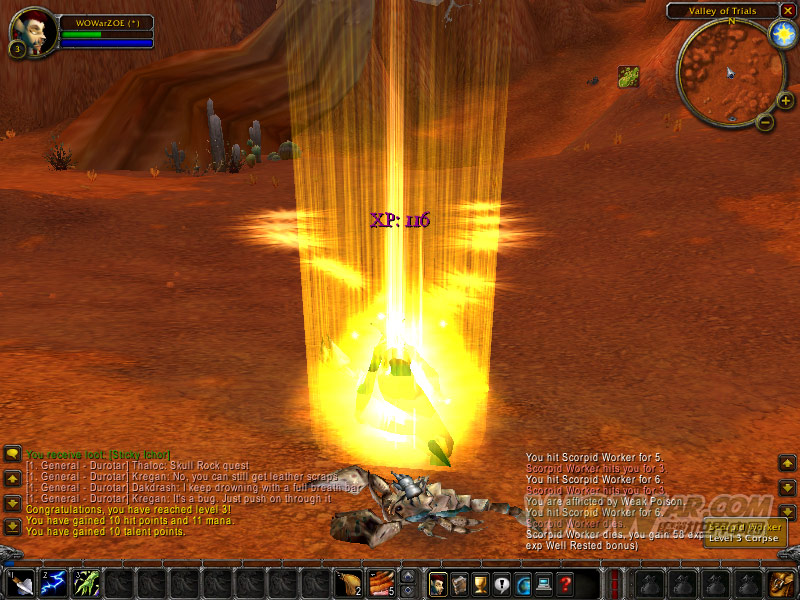 WOWarZOE (*)
3
Valley of Trials
N
XP: 116
You receive loot: [Sticky Ichor]
[1. General - Durotar] Thaloc: Skull Rock quest
[1. General - Durotar] Kregan: No, you can still get leather scraps
[1. General - Durotar] Dakdrash: I keep drowning with a full breath bar
[1. General - Durotar] Kregan: It's a bug. Just push on through it
Congratulations, you have reached level 3!
You have gained 10 hit points and 11 mana.
You have gained 10 talent points.
You hit Scorpid Worker for 5.
Scorpid Worker hits you for 3.
You hit Scorpid Worker for 6.
Scorpid Worker hits you for 3.
You are afflicted by Weak Poison.
You hit Scorpid Worker for 6.
Scorpid Worker dies.
Scorpid Worker dies, you gain 58 exp
exp Well Rested bonus)
Scorpid Worker
Level 3 Corpse
2
2
5